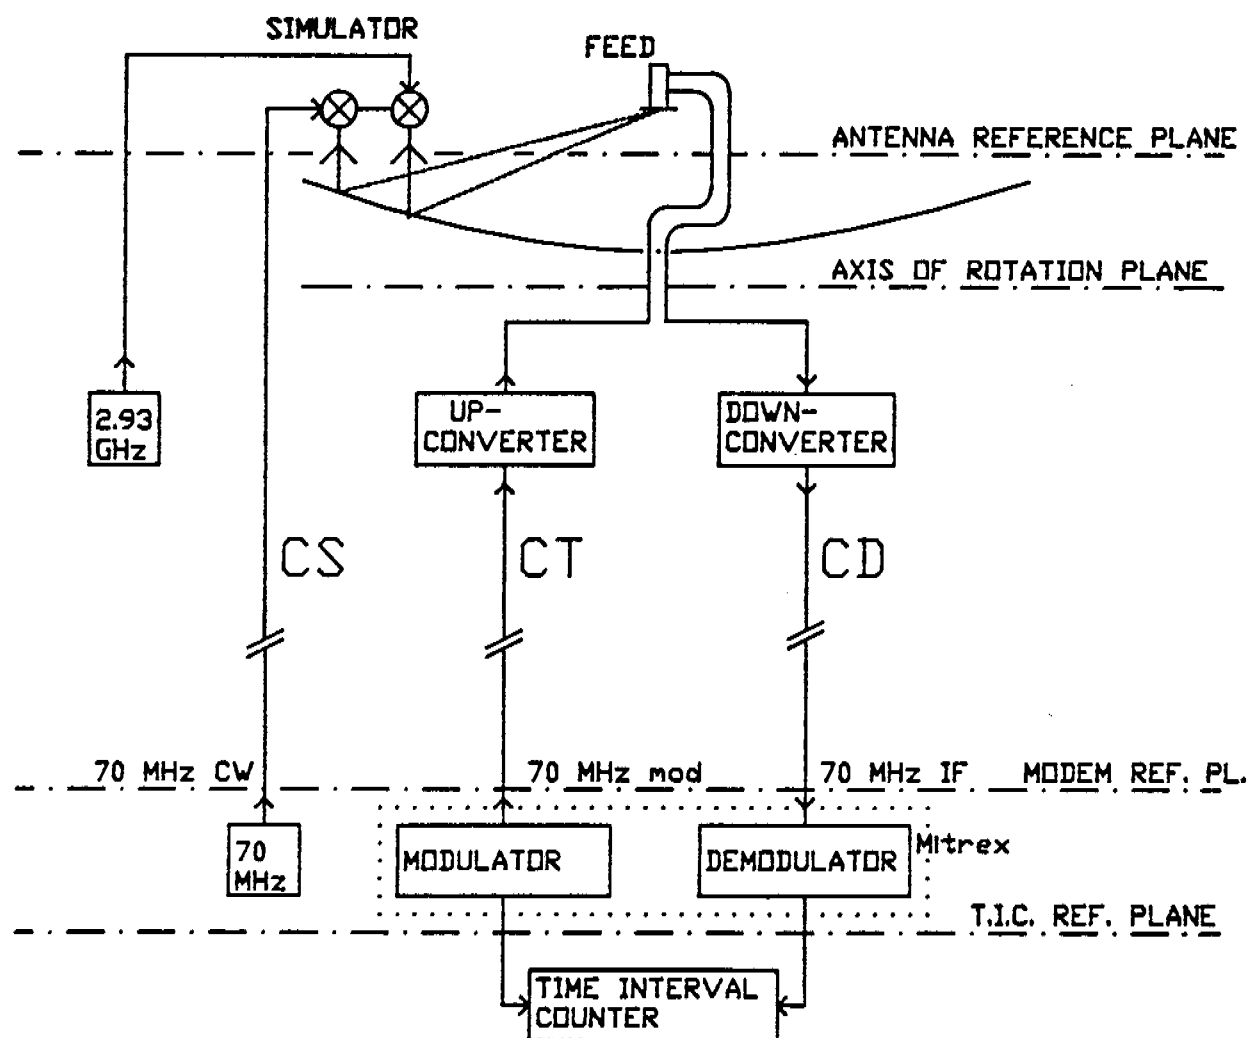 SIMULATOR
FEED
ANTENNA REFERENCE PLANE
AXIS OF ROTATION PLANE
2.93
GHz
UP-
CONVERTER
DOWN-
CONVERTER
CS
CT
CD
70 MHz CW
70 MHz mod
70 MHz IF
MODEM REF. PL.
70
MHz
MODULATOR
DEMODULATOR
Mitrex
T.I.C. REF. PLANE
TIME INTERVAL
COUNTER